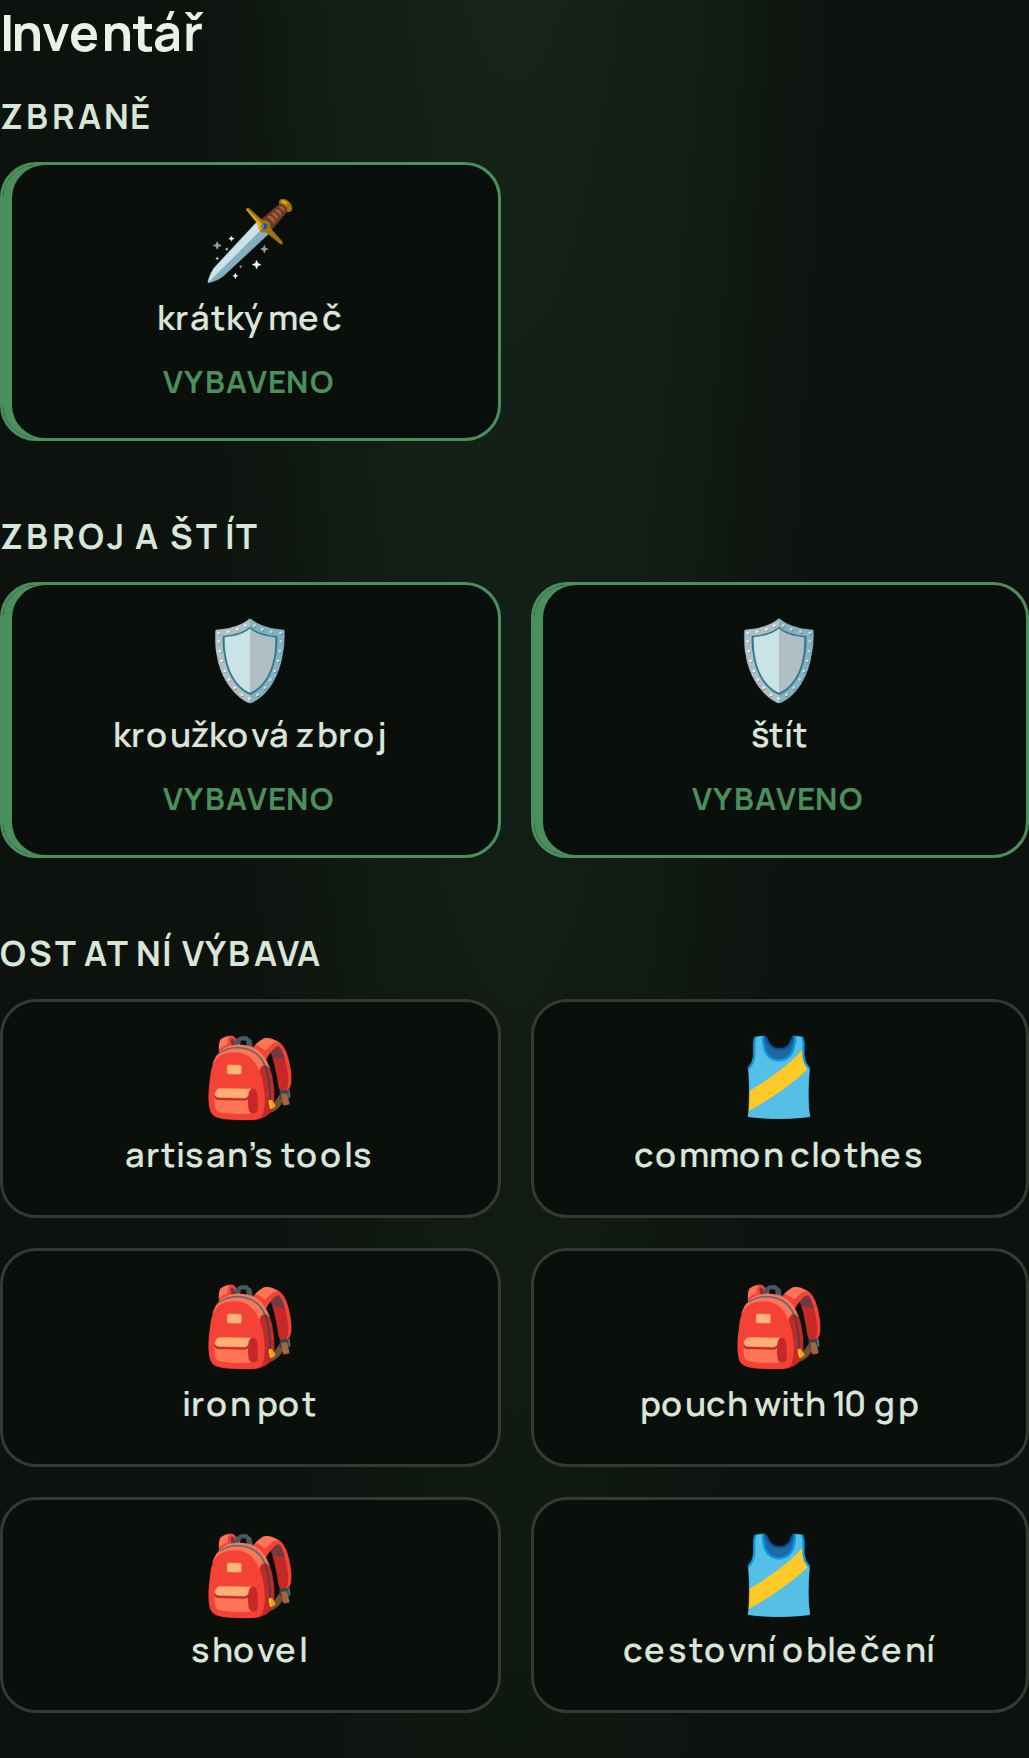 Inventář
ZBRANĚ
krátký meč
VYBAVENO
ZBROJ A ŠTÍT
kroužková zbroj
VYBAVENO
štít
VYBAVENO
OSTATNÍ VÝBAVA
artisan’s tools
common clothes
iron pot
pouch with 10 gp
shovel
cestovní oblečení